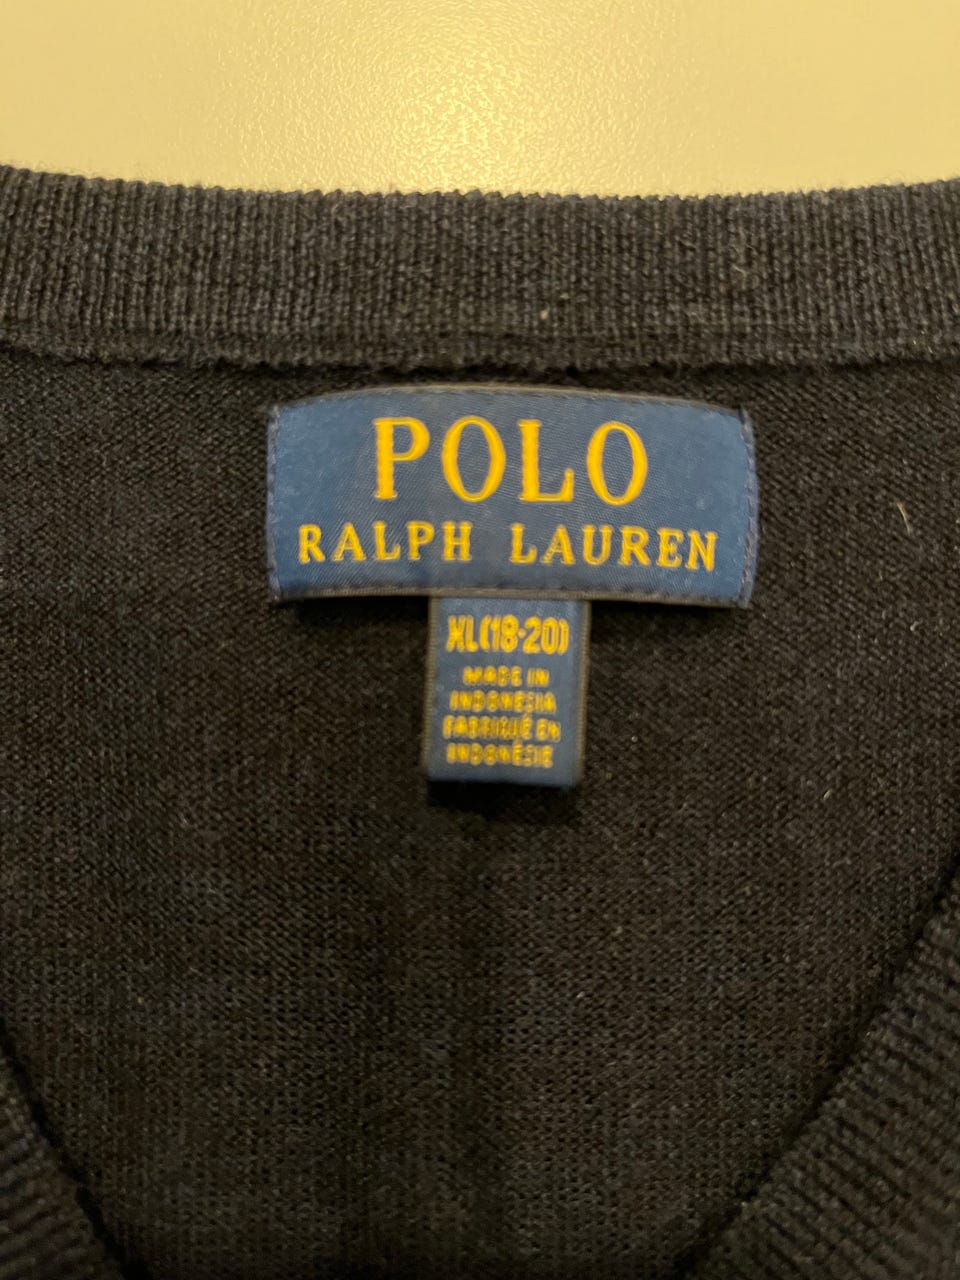 POLO
RALPH LAUREN
XL(18-20)
MADE IN
INDONESIA
FABRIQUÉ EN
INDONÉSIE